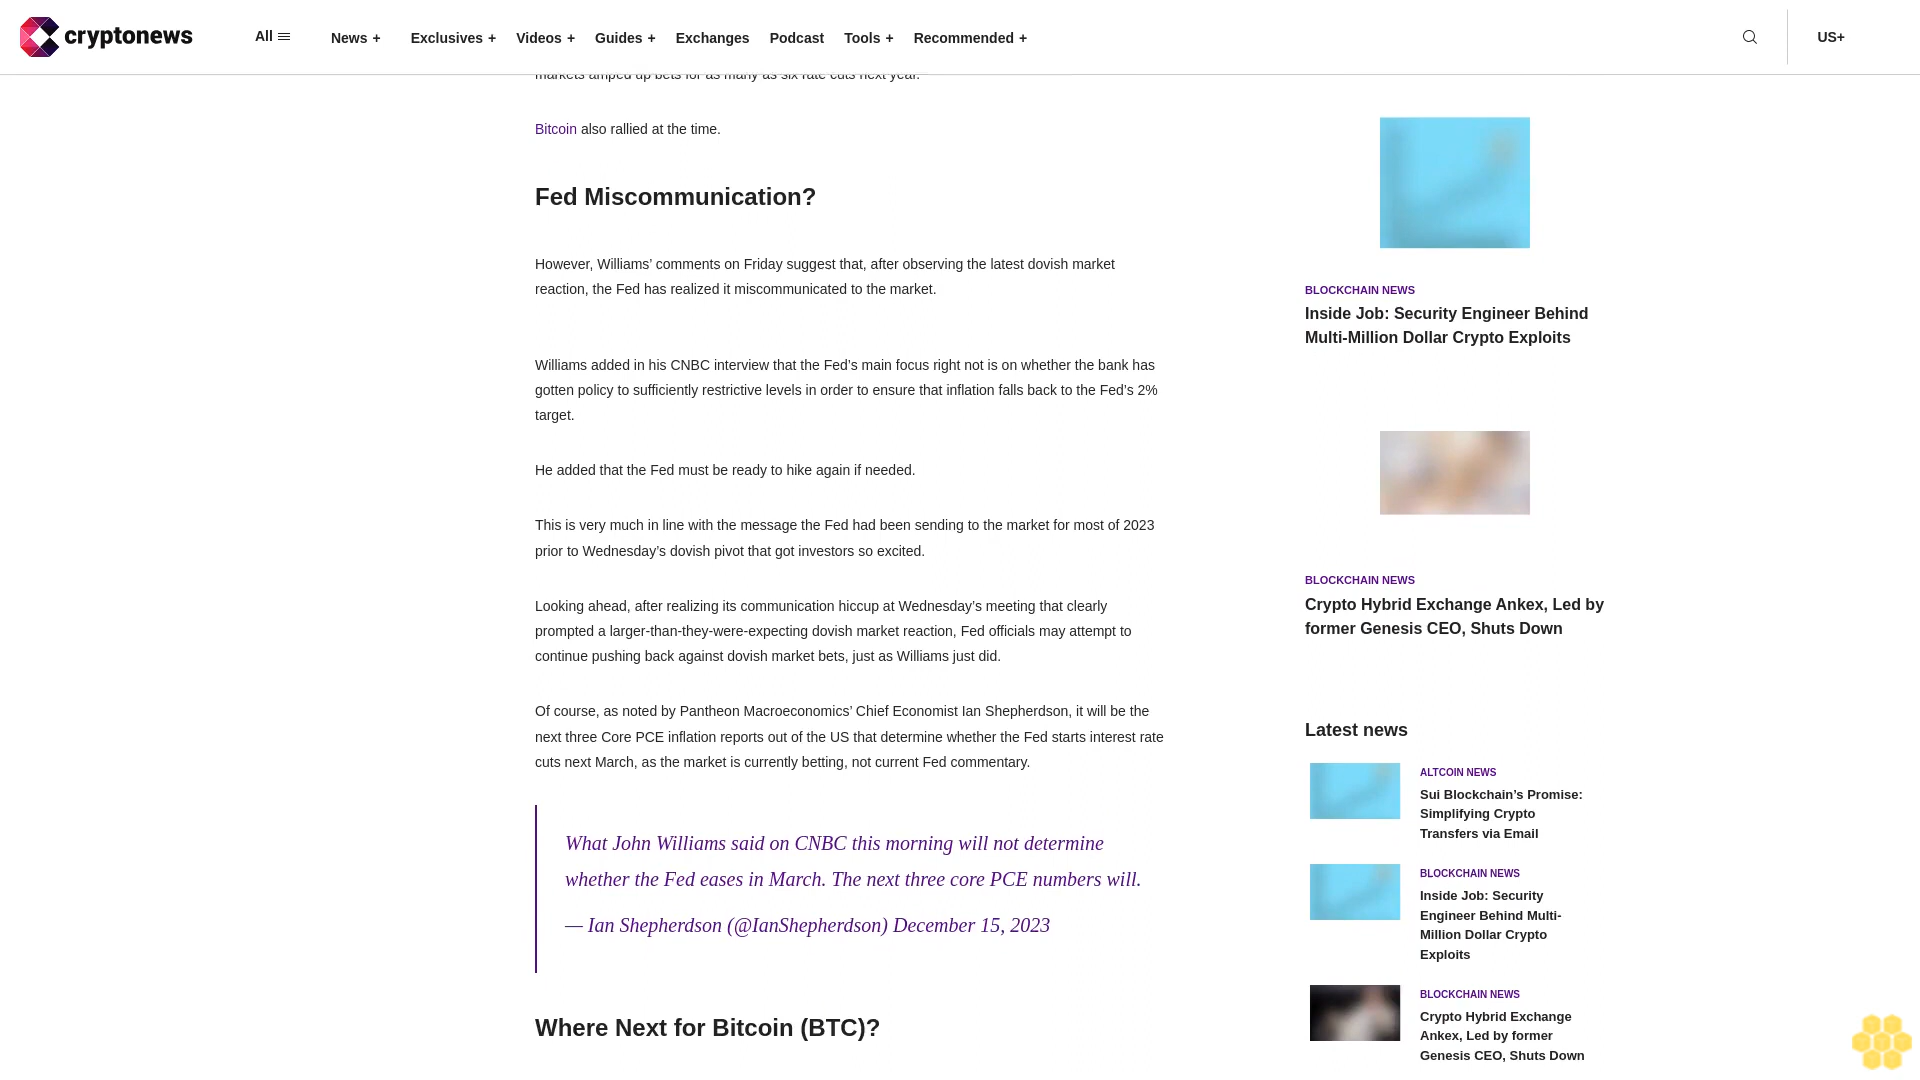 cryptonews
All
News +
Exclusives +
Videos +
Guides +
Exchanges
Podcast
Tools +
Recommended +
US+
markets amped up bets for as many as six rate cuts next year.
Bitcoin also rallied at the time.
Fed Miscommunication?
However, Williams’ comments on Friday suggest that, after observing the latest dovish market
reaction, the Fed has realized it miscommunicated to the market.
Williams added in his CNBC interview that the Fed’s main focus right not is on whether the bank has
gotten policy to sufficiently restrictive levels in order to ensure that inflation falls back to the Fed’s 2%
target.
He added that the Fed must be ready to hike again if needed.
This is very much in line with the message the Fed had been sending to the market for most of 2023
prior to Wednesday’s dovish pivot that got investors so excited.
Looking ahead, after realizing its communication hiccup at Wednesday’s meeting that clearly
prompted a larger-than-they-were-expecting dovish market reaction, Fed officials may attempt to
continue pushing back against dovish market bets, just as Williams just did.
Of course, as noted by Pantheon Macroeconomics’ Chief Economist Ian Shepherdson, it will be the
next three Core PCE inflation reports out of the US that determine whether the Fed starts interest rate
cuts next March, as the market is currently betting, not current Fed commentary.
What John Williams said on CNBC this morning will not determine
whether the Fed eases in March. The next three core PCE numbers will.
— Ian Shepherdson (@IanShepherdson) December 15, 2023
Where Next for Bitcoin (BTC)?
BLOCKCHAIN NEWS
Inside Job: Security Engineer Behind
Multi-Million Dollar Crypto Exploits
BLOCKCHAIN NEWS
Crypto Hybrid Exchange Ankex, Led by
former Genesis CEO, Shuts Down
Latest news
ALTCOIN NEWS
Sui Blockchain’s Promise:
Simplifying Crypto
Transfers via Email
BLOCKCHAIN NEWS
Inside Job: Security
Engineer Behind Multi-
Million Dollar Crypto
Exploits
BLOCKCHAIN NEWS
Crypto Hybrid Exchange
Ankex, Led by former
Genesis CEO, Shuts Down